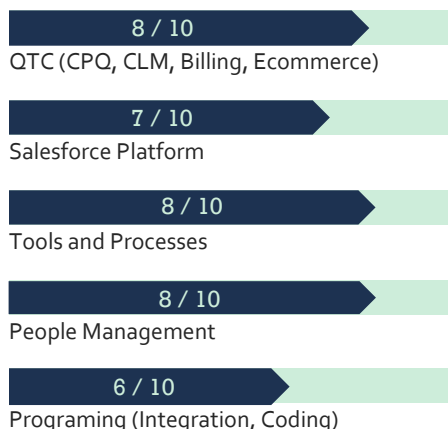 8 / 10
QTC (CPQ, CLM, Billing, Ecommerce)
7 / 10
Salesforce Platform
8 / 10
Tools and Processes
8 / 10
People Management
6 / 10
Programing (Integration, Coding)